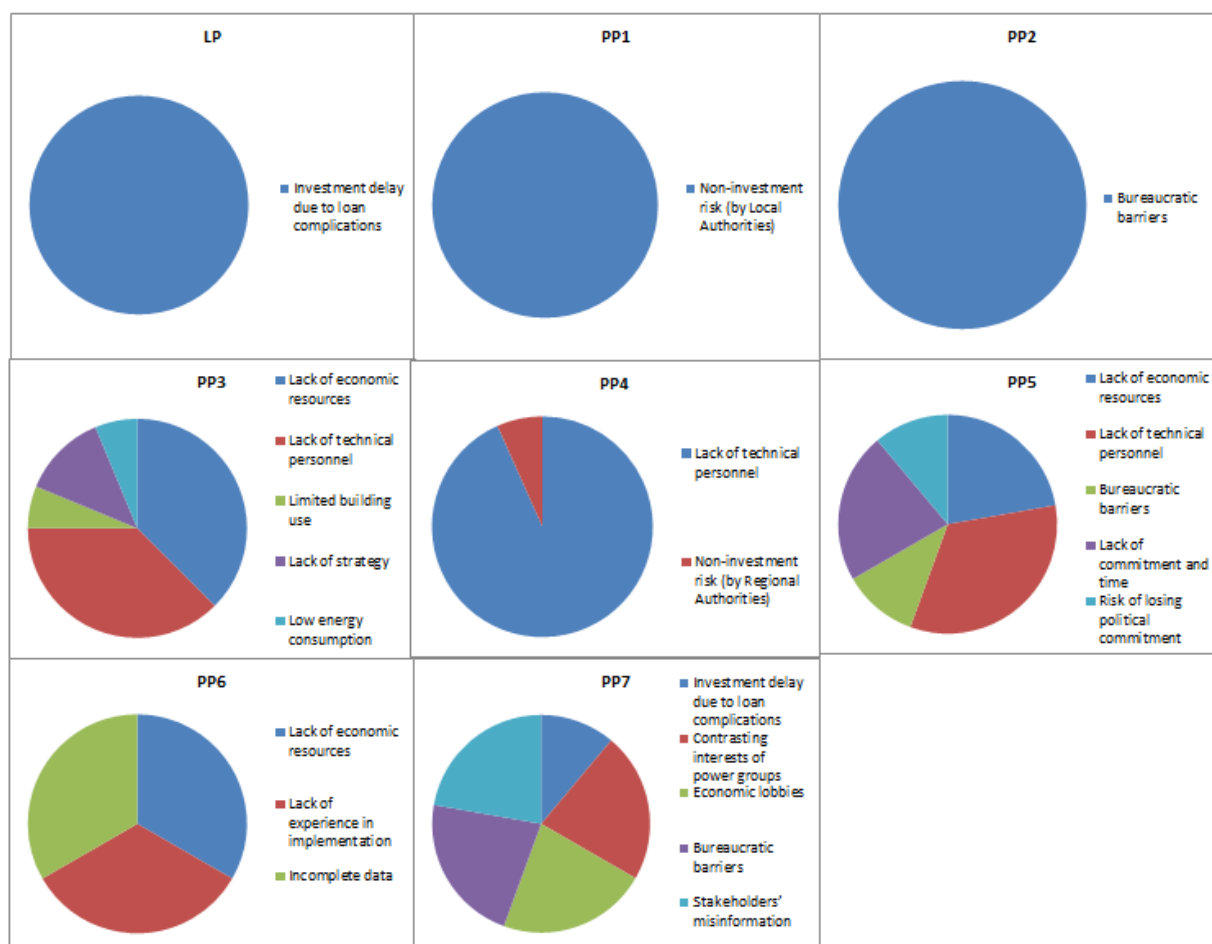 LP
Investment delay
due to loan
complications
PP1
Non-investment
risk (by Local
Authorities)
PP2
Bureaucratic
barriers
PP3
Lack of economic
resources
Lack of technical
personnel
Limited building
use
Lack of strategy
Low energy
consumption
PP4
Lack of technical
personnel
Non-investment
risk (by Regional
Authorities)
PP5
Lack of economic
resources
Lack of technical
personnel
Bureaucratic
barriers
Lack of
commitment and
time
Risk of losing
political
commitment
PP6
Lack of economic
resources
Lack of
experience in
implementation
Incomplete data
PP7
Investment delay
due to loan
complications
Contrasting
interests of
power groups
Economic lobbies
Bureaucratic
barriers
Stakeholders'
misinformation